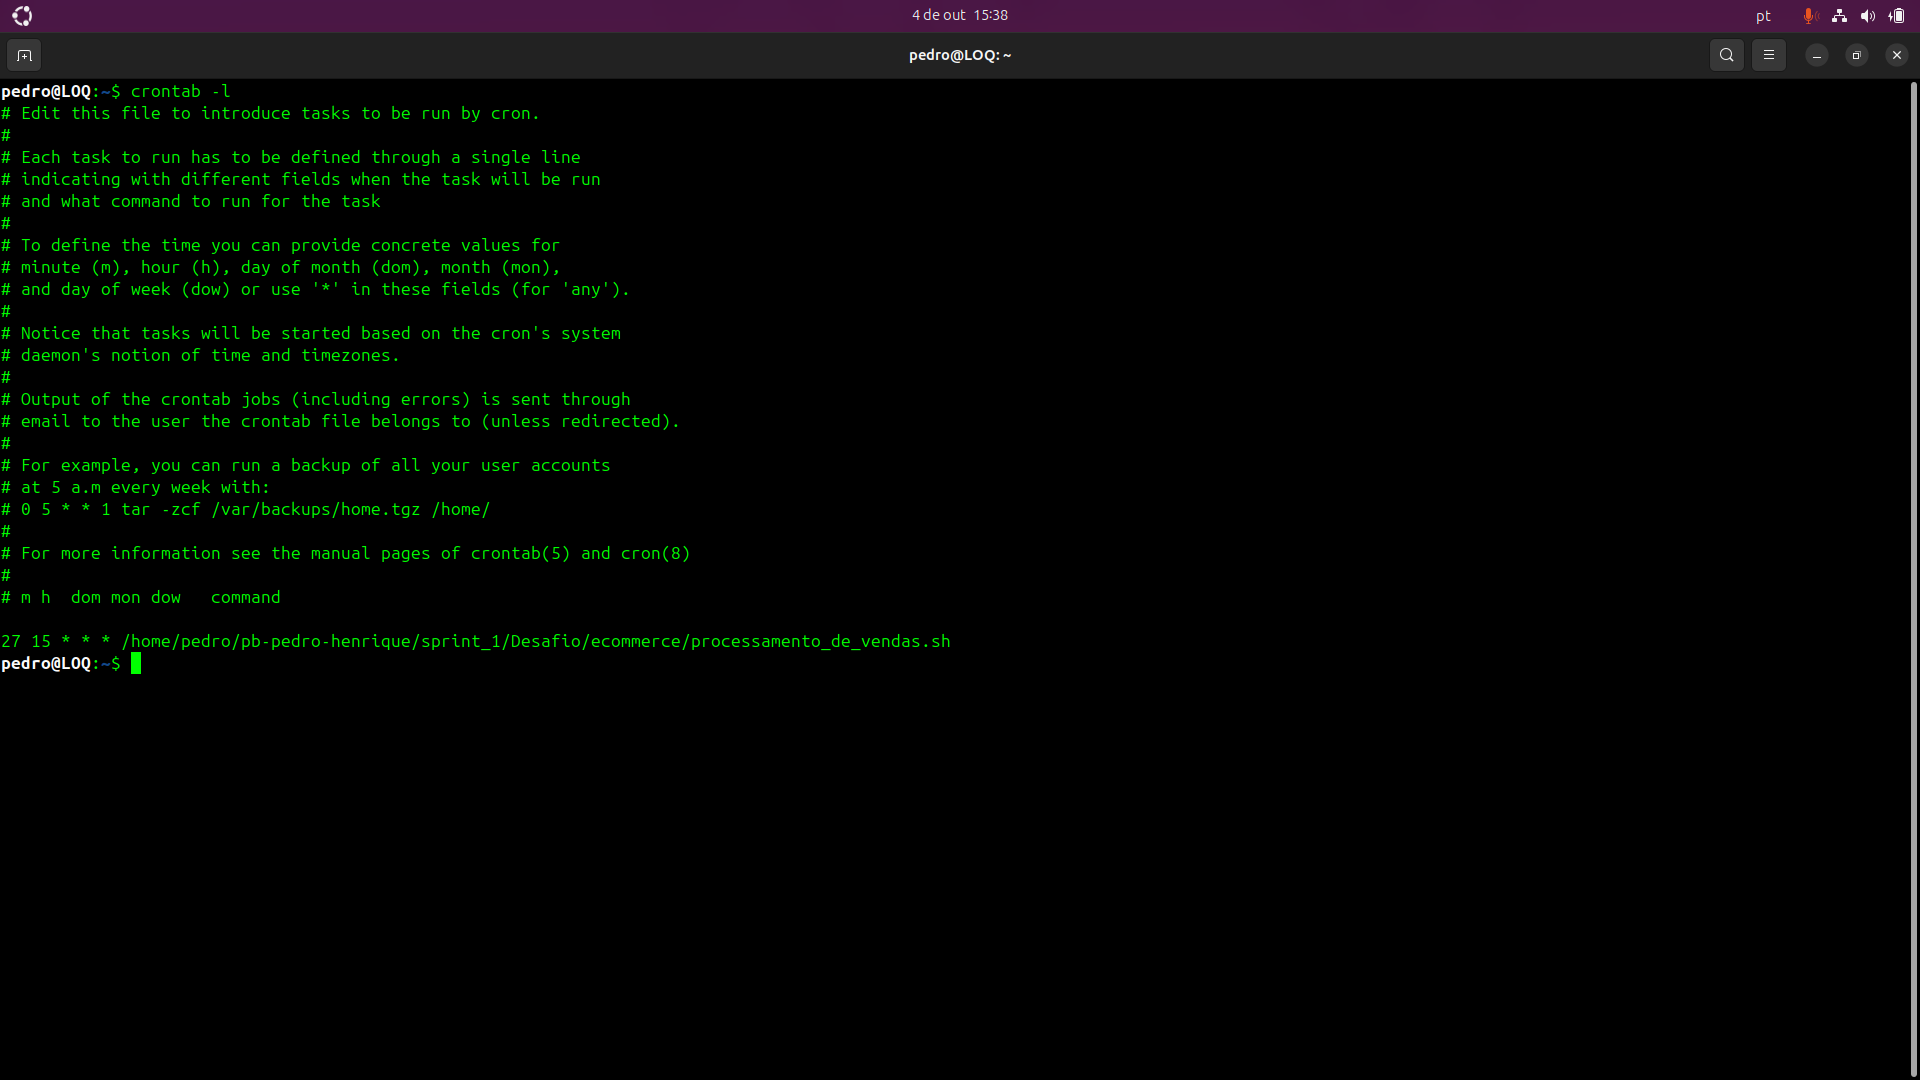 4 de out 15:38
pt
pedro@LOQ: ~
pedro@LOQ:~$ crontab -l
# Edit this file to introduce tasks to be run by cron.
#
# Each task to run has to be defined through a single line
# indicating with different fields when the task will be run
# and what command to run for the task
#
# To define the time you can provide concrete values for
# minute (m), hour (h), day of month (dom), month (mon),
# and day of week (dow) or use '*' in these fields (for 'any').
#
# Notice that tasks will be started based on the cron's system
# daemon's notion of time and timezones.
#
# Output of the crontab jobs (including errors) is sent through
# email to the user the crontab file belongs to (unless redirected).
#
# For example, you can run a backup of all your user accounts
# at 5 a.m every week with:
# 0 5 * * 1 tar -zcf /var/backups/home.tgz /home/
#
# For more information see the manual pages of crontab(5) and cron(8)
#
# m h  dom mon dow   command
27 15 * * * /home/pedro/pb-pedro-henrique/sprint_1/Desafio/ecommerce/processamento_de_vendas.sh
pedro@LOQ:~$